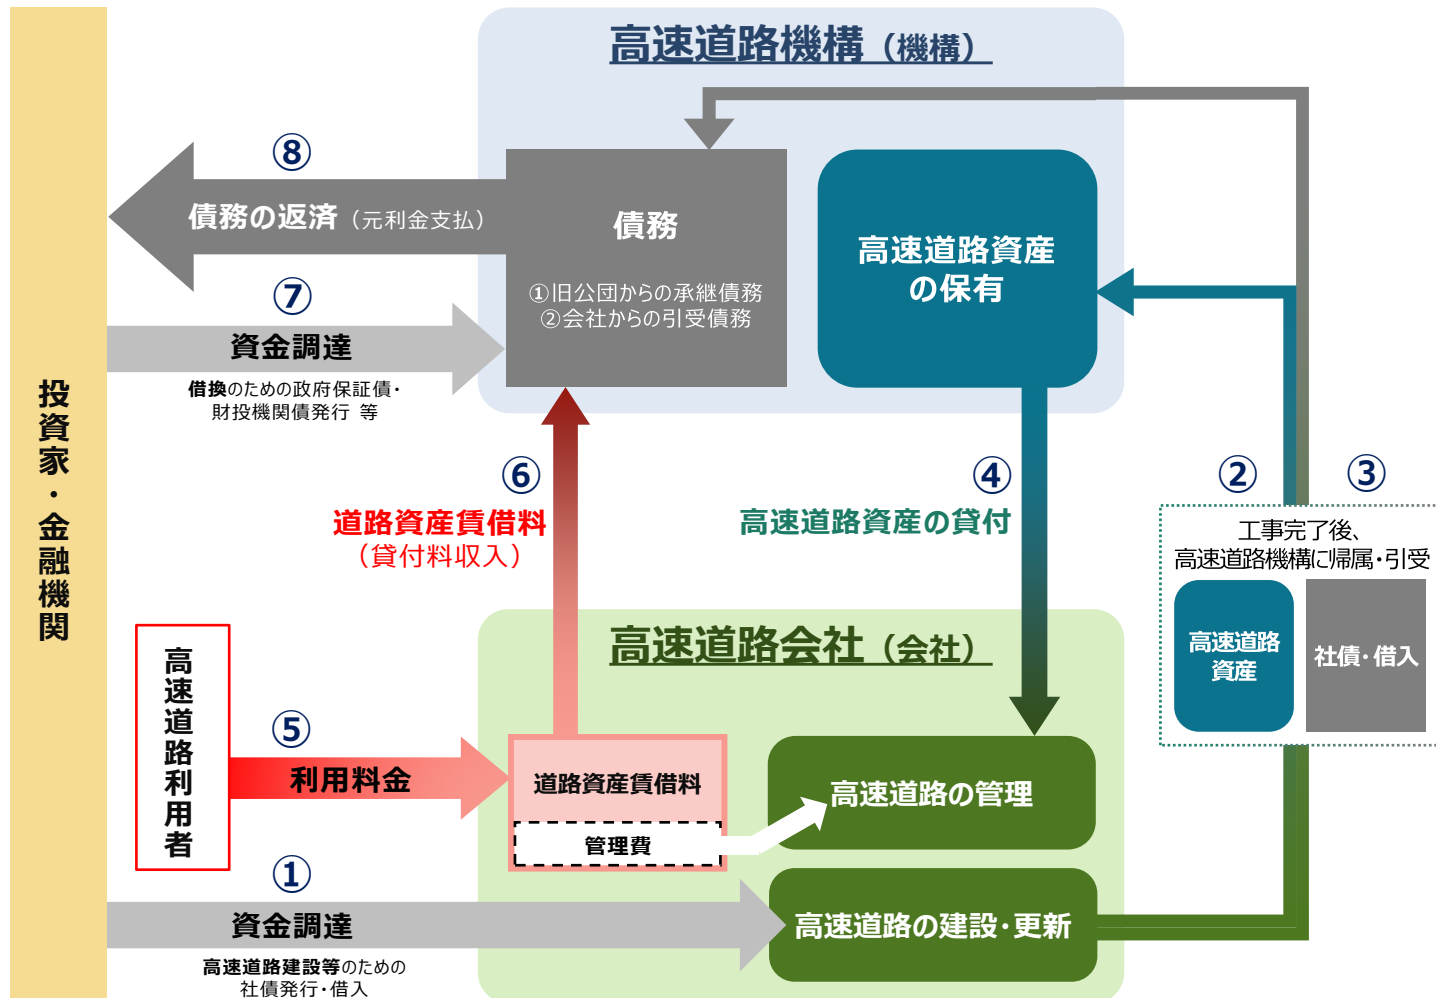 高速道路機構（機構）
⑧
債務の返済（元利金支払）
債務
①旧公団からの承継債務
②会社からの引受債務
高速道路資産
の保有
⑦
資金調達
借換のための政府保証債・
財投機関債発行 等
投資家・金融機関
⑥
道路資産賃借料
（貸付料収入）
④
高速道路資産の貸付
②
③
工事完了後、
高速道路機構に帰属・引受
高速道路
資産
社債・借入
高速道路会社（会社）
高速道路利用者
⑤
利用料金
道路資産賃借料
管理費
高速道路の管理
①
資金調達
高速道路建設等のための
社債発行・借入
高速道路の建設・更新